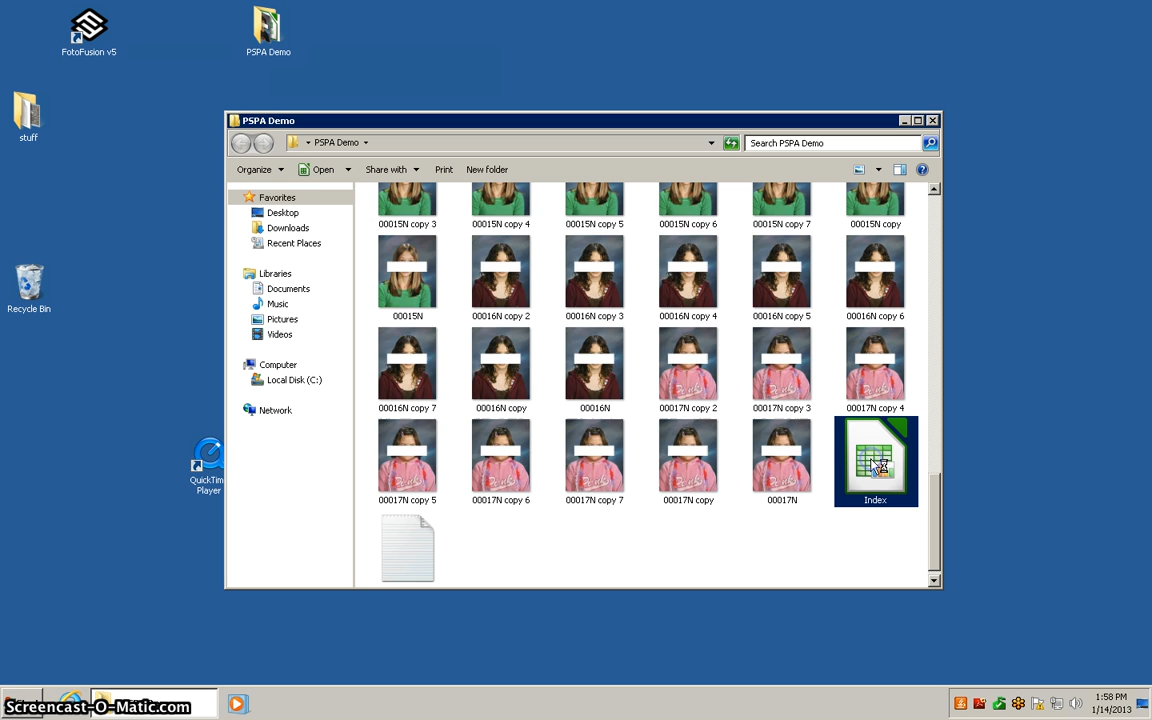 FotoFusion v5
PSPA Demo
stuff
Recycle Bin
QuickTim
Player
PSPA Demo
PSPA Demo
Search PSPA Demo
Organize
Open
Share with
Print
New folder
Favorites
Desktop
Downloads
Recent Places
Libraries
Documents
Music
Pictures
Videos
Computer
Local Disk (C:)
Network
00015N copy 3
00015N copy 4
00015N copy 5
00015N copy 6
00015N copy 7
00015N copy
00015N
00016N copy 2
00016N copy 3
00016N copy 4
00016N copy 5
00016N copy 6
00016N copy 7
00016N copy
00016N
00017N copy 2
00017N copy 3
00017N copy 4
00017N copy 5
00017N copy 6
00017N copy 7
00017N copy
00017N
Index
Screencast-O-Matic.com
1:58 PM
1/14/2013